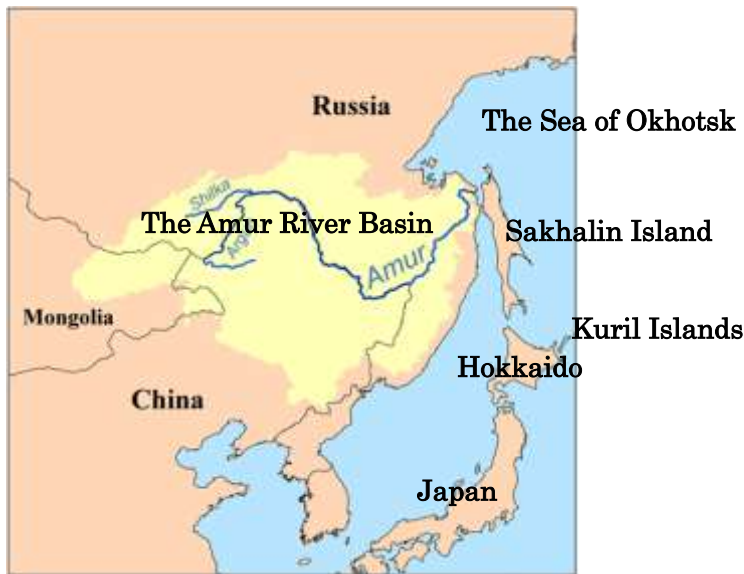 Russia
The Sea of Okhotsk
Shilka
The Amur River Basin
Sakhalin Island
Amur
Mongolia
Kuril Islands
Hokkaido
China
Japan